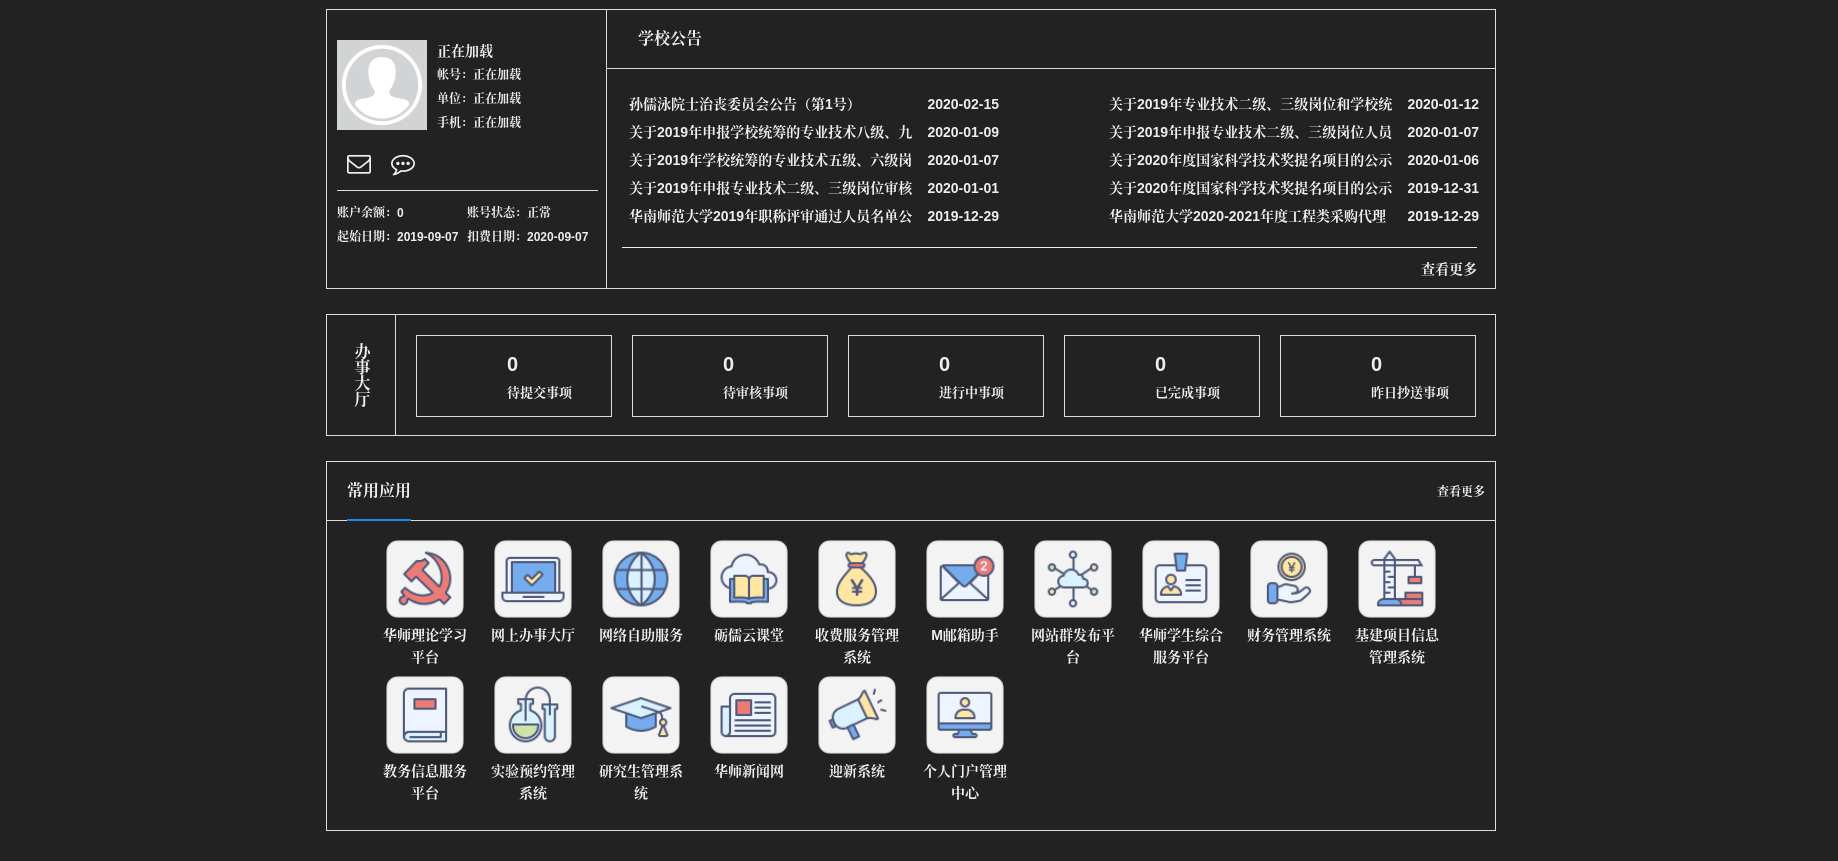 正在加载
帐号：正在加载
单位：正在加载
手机：正在加载
账户余额：0 账号状态：正常
起始日期：2019-09-07 扣费日期：2020-09-07
学校公告
孙儒泳院士治丧委员会公告（第1号） 2020-02-15
关于2019年申报学校统筹的专业技术八级、九 2020-01-09
关于2019年学校统筹的专业技术五级、六级岗 2020-01-07
关于2019年申报专业技术二级、三级岗位审核 2020-01-01
华南师范大学2019年职称评审通过人员名单公 2019-12-29
关于2019年专业技术二级、三级岗位和学校统 2020-01-12
关于2019年申报专业技术二级、三级岗位人员 2020-01-07
关于2020年度国家科学技术奖提名项目的公示 2020-01-06
关于2020年度国家科学技术奖提名项目的公示 2019-12-31
华南师范大学2020-2021年度工程类采购代理 2019-12-29
查看更多
办事大厅
0
待提交事项
0
待审核事项
0
进行中事项
0
已完成事项
0
昨日抄送事项
常用应用
查看更多
华师理论学习
平台
网上办事大厅
网络自助服务
砺儒云课堂
收费服务管理
系统
2
M邮箱助手
网站群发布平
台
华师学生综合
服务平台
¥
财务管理系统
基建项目信息
管理系统
教务信息服务
平台
实验预约管理
系统
研究生管理系
统
华师新闻网
迎新系统
个人门户管理
中心